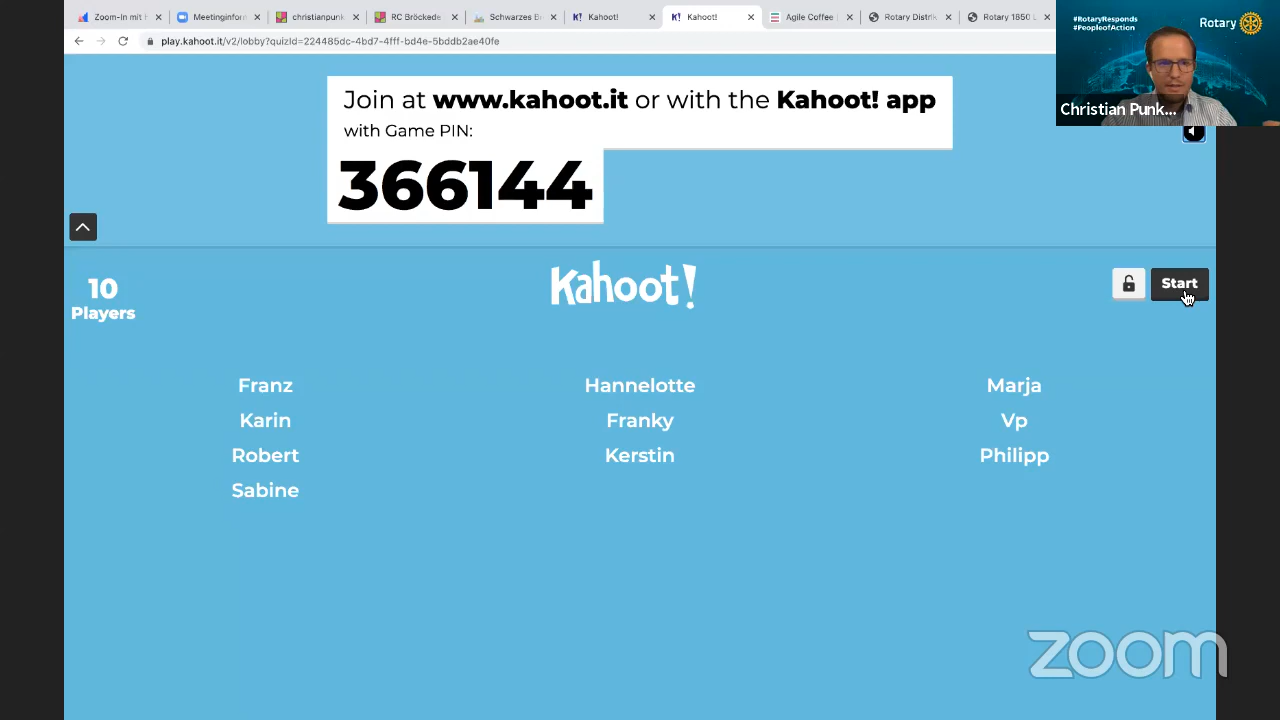 Zoom-In mit H
Meetinginforr
christianpunk
RC Bröckede
Schwarzes Be
Kahoot!
Kahoot!
Agile Coffee
Rotary Distrik
Rotary 1850 L
play.kahoot.it/v2/lobby?quizId=224485dc-4bd7-4fff-bd4e-5bddb2ae40fe
#RotaryResponds
#PeopleofAction
Rotary
Christian Punk...
Join at www.kahoot.it or with the Kahoot! app
with Game PIN:
366144
10
Players
Kahoot!
Start
Franz
Hannelotte
Marja
Karin
Franky
Vp
Robert
Kerstin
Philipp
Sabine
zoom